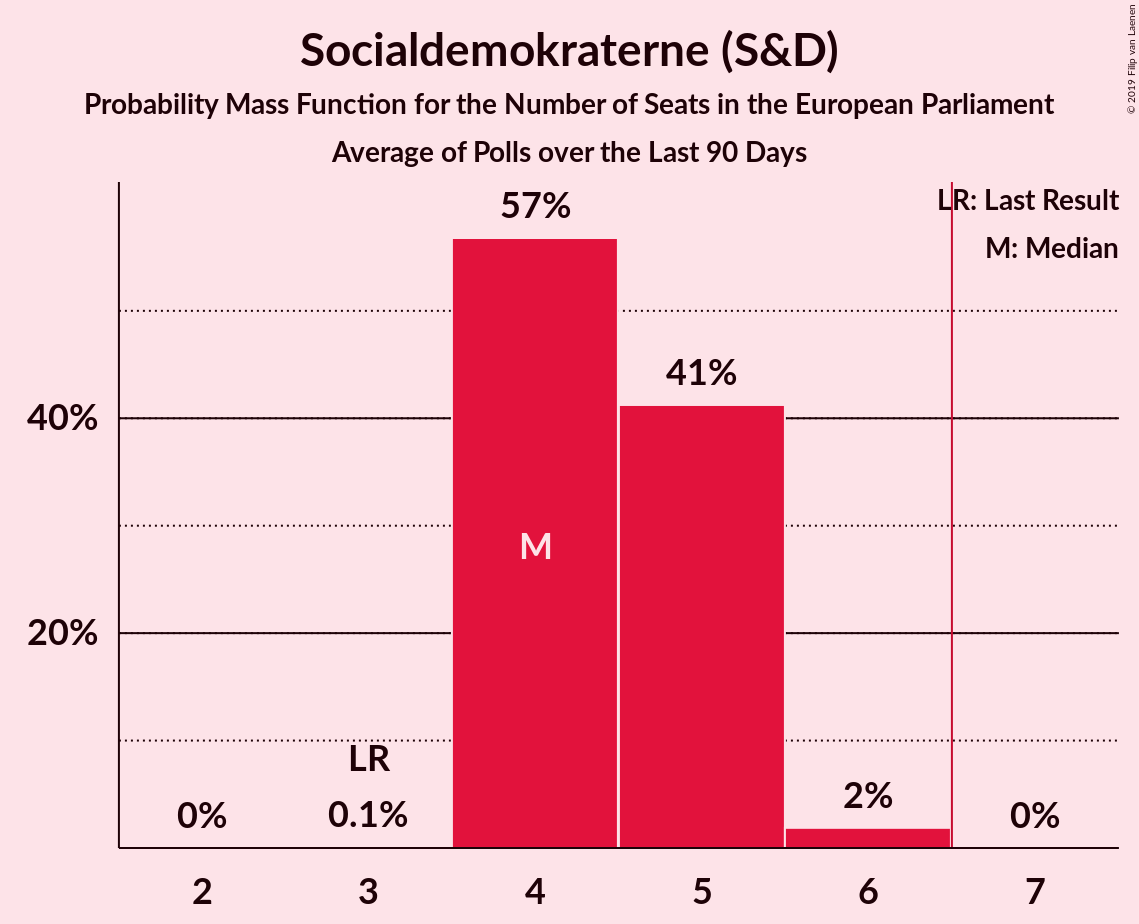 Socialdemokraterne (S&D)
Probability Mass Function for the Number of Seats in the European Parliament
Average of Polls over the Last 90 Days
© 2019 Filip van Laenen
LR: Last Result
M: Median
57%
41%
40%
M
20%
LR
0%
0.1%
2%
0%
2
3
4
5
6
7